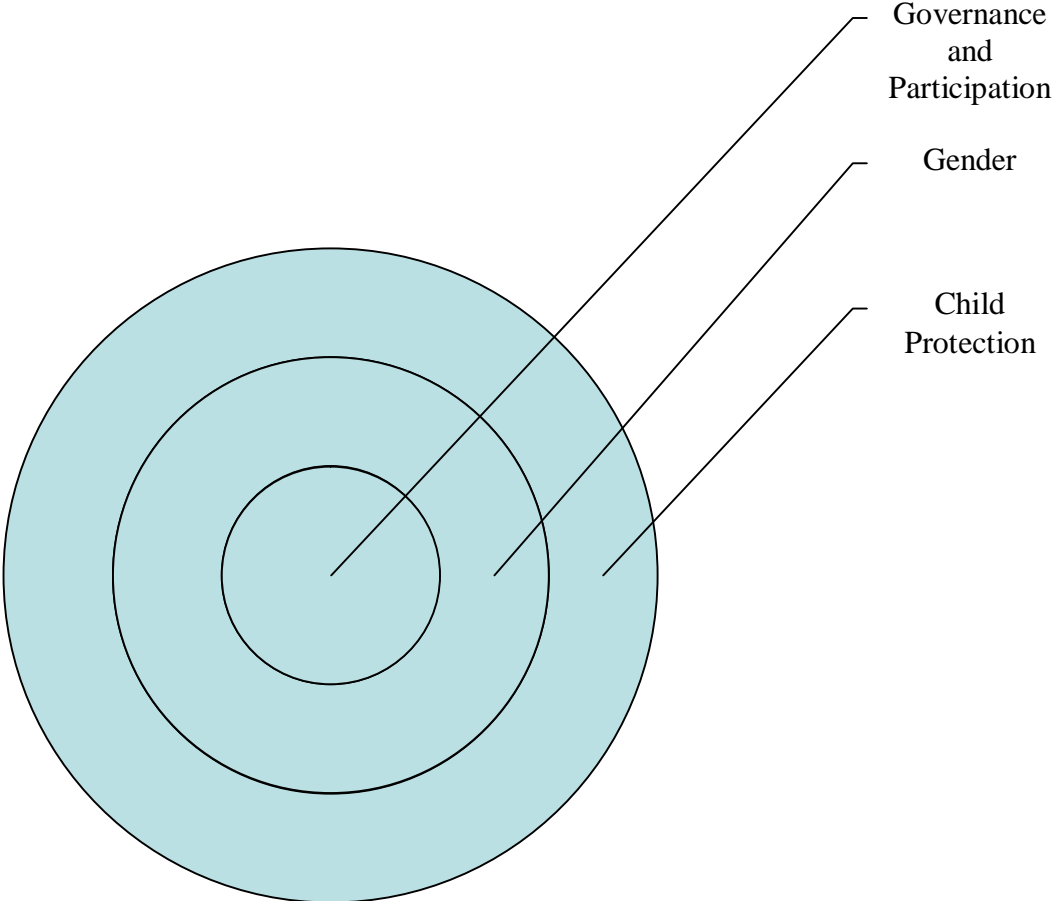 Governance
and
Participation
Gender
Child
Protection